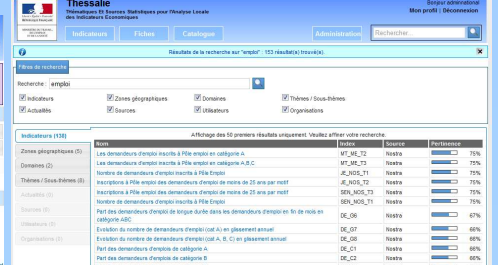 Thessalie
Thématiques Et Sources Statistiques pour l'Analyse Locale
des Indicateurs Economiques
Bonjour adminnational
Mon profil | Déconnexion
Indicateurs
Fiches
Catalogue
Administration
Rechercher...
Résultats de la recherche sur "emploi" : 153 résultat(s) trouvé(s).
Filtres de recherche
Recherche : emploi
Indicateurs
Zones géographiques
Domaines
Thèmes / Sous-thèmes
Actualités
Sources
Utilisateurs
Organisations
Indicateurs (138)
Zones géographiques (5)
Domaines (2)
Thèmes / Sous-thèmes (8)
Actualités (0)
Sources (0)
Utilisateurs (0)
Organisations (0)
Affichage des 50 premiers résultats uniquement. Veuillez affiner votre recherche.
Nom Index Source Pertinence
Les demandeurs d'emploi inscrits à Pôle emploi en catégorie A MT_ME_T2 Nostra 75%
Les demandeurs d'emploi inscrits à Pôle emploi en catégorie A,B,C MT_ME_T3 Nostra 75%
Nombre de demandeurs d'emploi inscrits à Pôle Emploi JE_NOS_T1 Nostra 75%
Inscriptions à Pôle emploi des demandeurs d'emploi de moins de 25 ans par motif JE_NOS_T2 Nostra 75%
Inscriptions à Pôle emploi des demandeurs d'emploi de moins de 25 ans par motif SEN_NOS_T3 Nostra 75%
Nombre de demandeurs d'emploi inscrits à Pôle Emploi SEN_NOS_T1 Nostra 75%
Part des demandeurs d'emploi de longue durée dans les demandeurs d'emploi en fin de mois en
catégorie ABC DE_G6 Nostra 67%
Evolution du nombre de demandeurs d'emploi (cat A) en glissement annuel DE_G7 Nostra 66%
Evolution du nombre de demandeurs d'emploi (cat A, B, C) en glissement annuel DE_G8 Nostra 66%
Part des demandeurs d'emplois de catégorie A DE_C1 Nostra 66%
Part des demandeurs d'emploi de catégorie B DE_C2 Nostra 66%